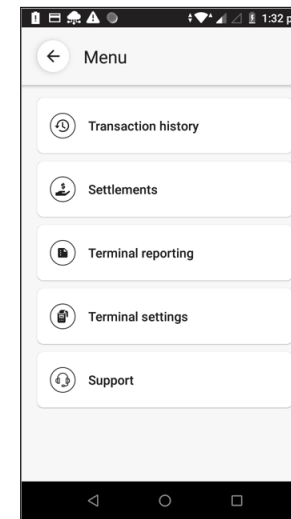 1:32 p
Menu
Transaction history
Settlements
Terminal reporting
Terminal settings
Support